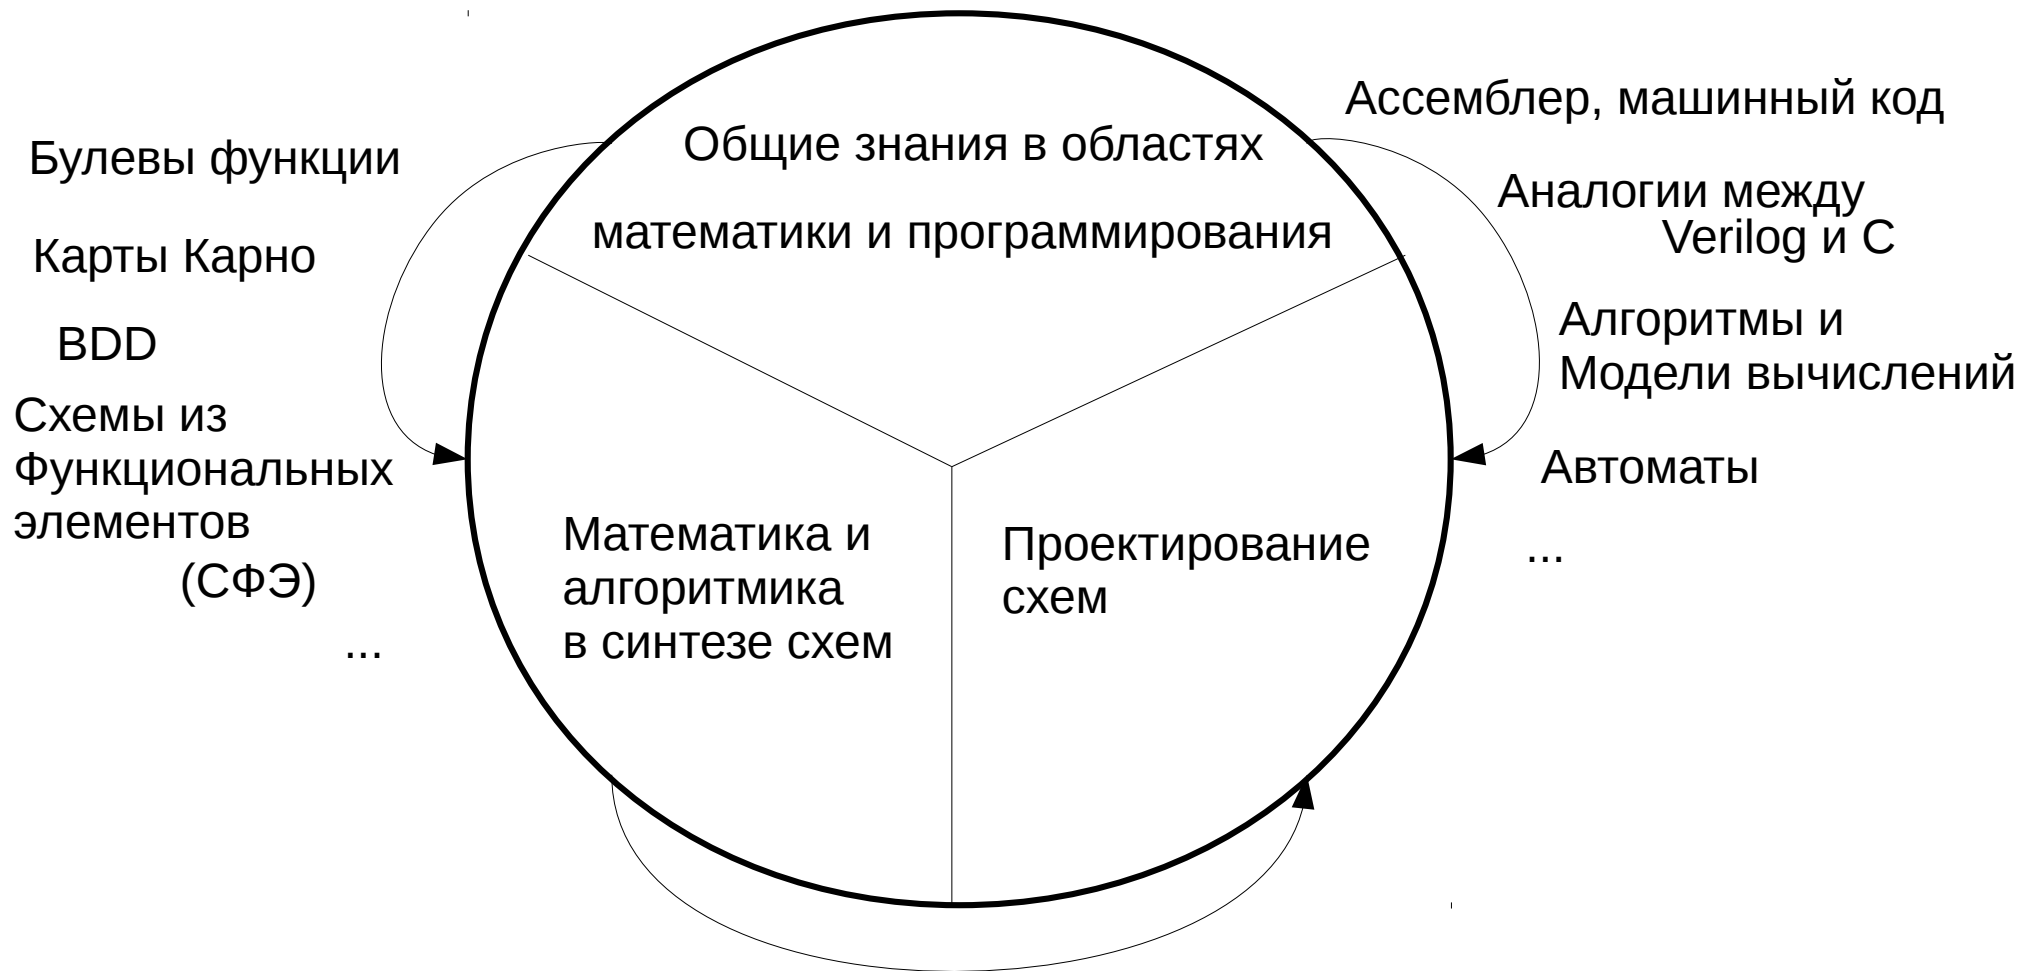 Общие знания в областях
математики и программирования
Булевы функции
Карты Карно
BDD
Схемы из
Функциональных
элементов
(СФЭ)
...
Ассемблер, машинный код
Аналогии между
Verilog и C
Алгоритмы и
Модели вычислений
Автоматы
...
Математика и
алгоритмика
в синтезе схем
Проектирование
схем